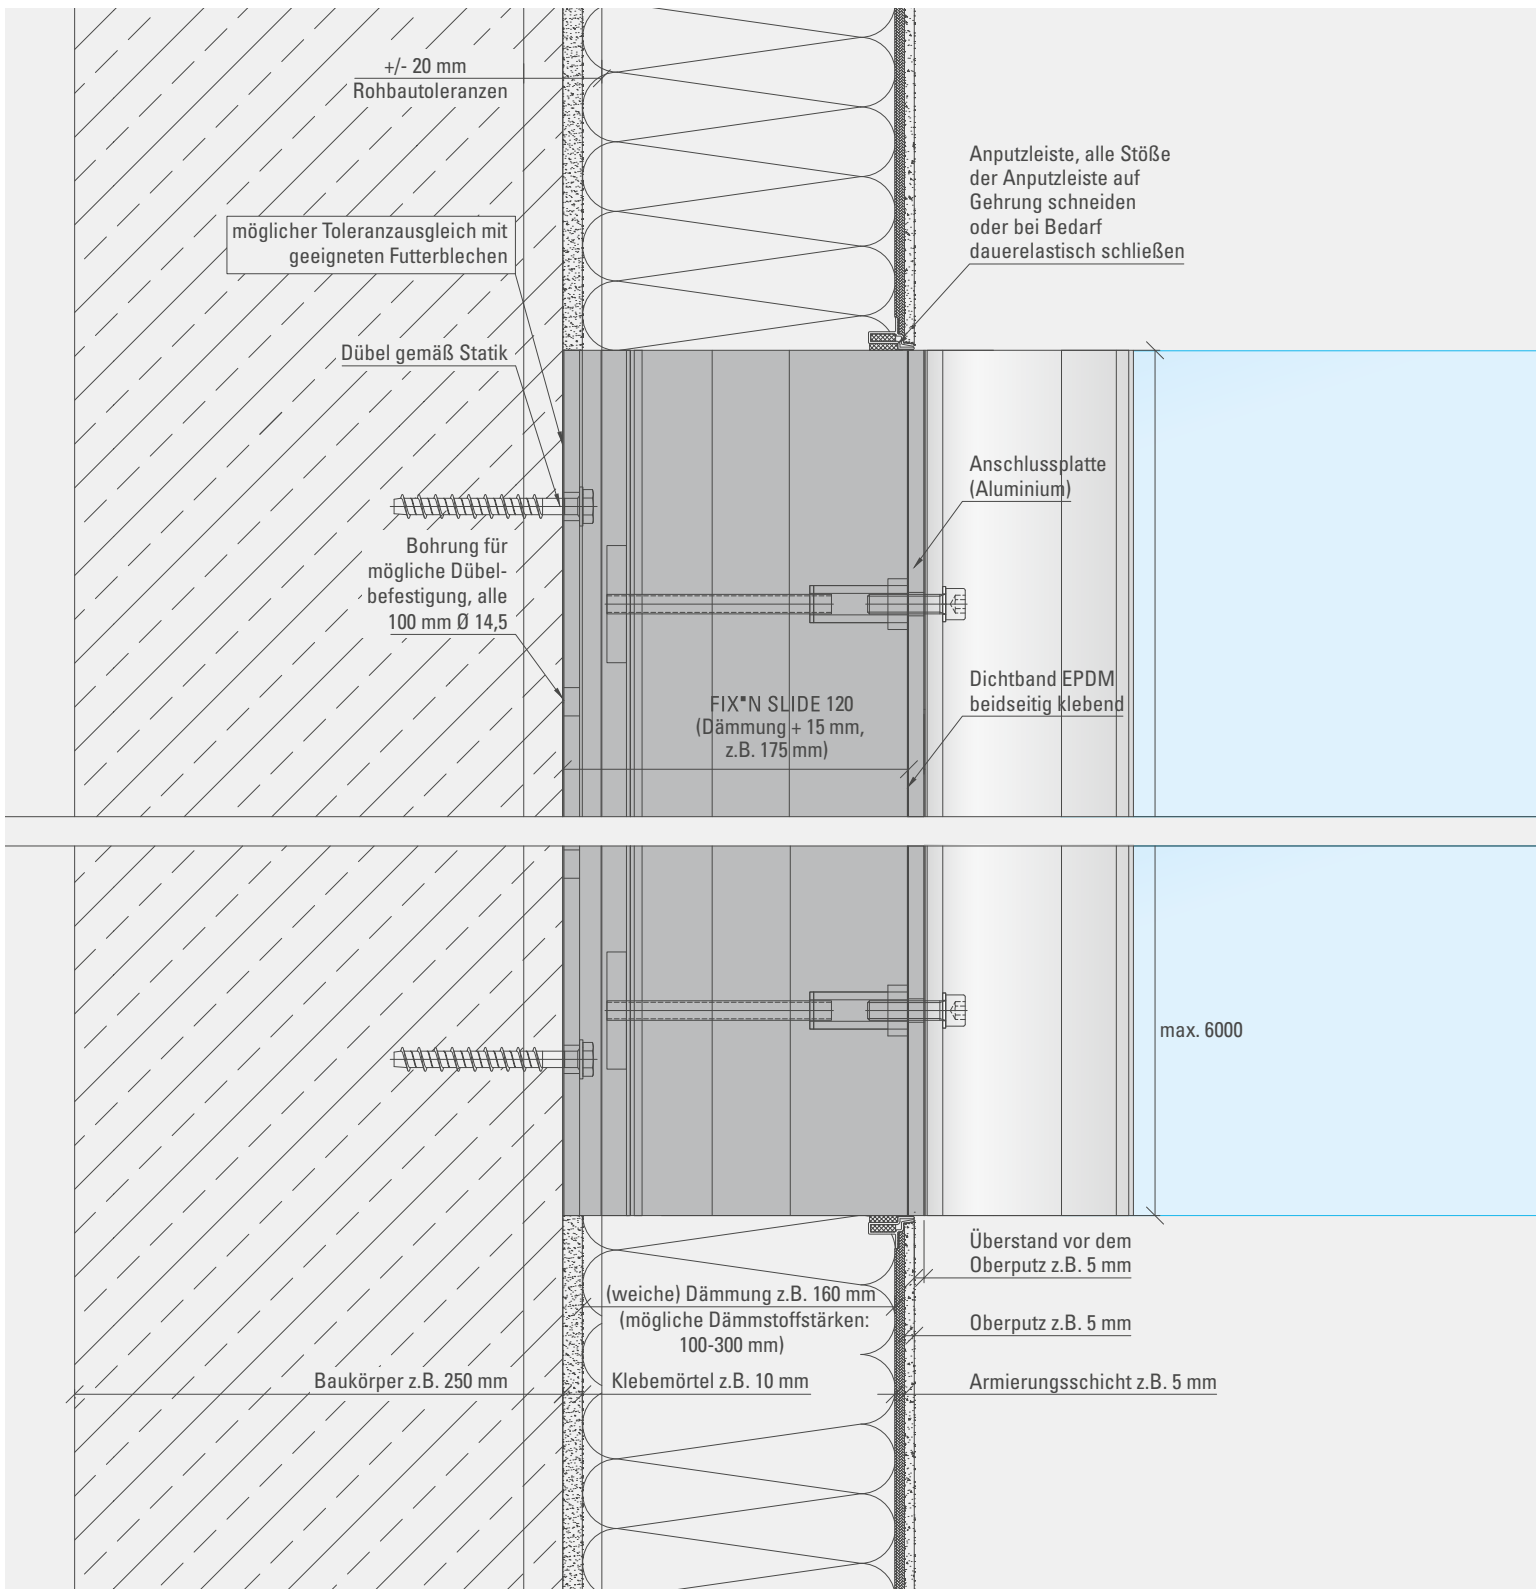 +/- 20 mm
Rohbautoleranzen
Anputzleiste, alle Stöße
der Anputzleiste auf
Gehrung schneiden
oder bei Bedarf
dauerelastisch schließen
möglicher Toleranzausgleich mit
geeigneten Futterblechen
Dübel gemäß Statik
Anschlussplatte
(Aluminium)
Bohrung für
mögliche Dübel-
befestigung, alle
100 mm Ø 14,5
Dichtband EPDM
beidseitig klebend
FIX▪N SLIDE 120
(Dämmung + 15 mm,
z.B. 175 mm)
max. 6000
Überstand vor dem
Oberputz z.B. 5 mm
(weiche) Dämmung z.B. 160 mm
(mögliche Dämmstoffstärken:
100-300 mm)
Oberputz z.B. 5 mm
Baukörper z.B. 250 mm
Klebemörtel z.B. 10 mm
Armierungsschicht z.B. 5 mm